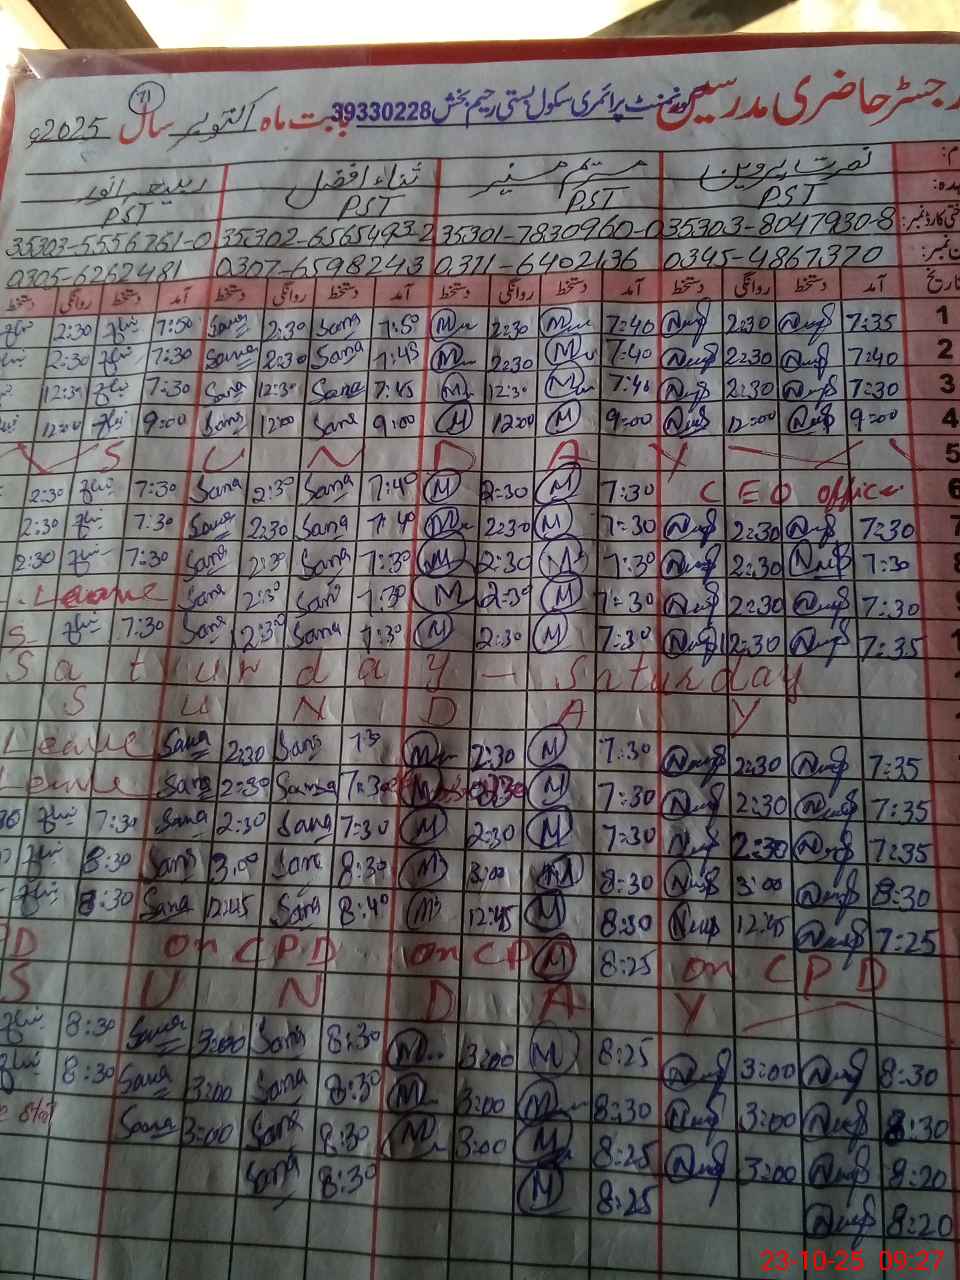 رجسٹر حاضری مدرسین گورنمنٹ پرائمری سکول بستی رحیم بخش 39330228 بابت ماہ اکتوبر سال 2025ء
71
نصرت پروین مریم منیر ثناء افضل ربیعہ انور
PST PST PST PST
35303-5556761-0 35302-6565493-2 35301-7830960-0 35303-8047930-8
0305-6262481 0307-6598243 0311-6402136 0345-4867370
تاریخ آمد دستخط روانگی دستخط آمد دستخط روانگی دستخط آمد دستخط روانگی دستخط آمد دستخط روانگی دستخط
2:30 7:50 Sana 2:30 Sana 7:50 M 2:30 M 7:40 2:30 7:35 1
2:30 7:30 Sana 2:30 Sana 7:45 M 2:30 M 7:40 2:30 7:40 2
12:30 7:30 Sana 12:30 Sana 7:45 M 12:30 M 7:40 2:30 7:30 3
12:00 9:00 Sana 12:00 Sana 9:00 M 12:00 M 9:00 12:00 9:00 4
S U N D A Y 5
2:30 7:30 Sana 2:30 Sana 7:40 M 2:30 M 7:30 CEO office 6
2:30 7:30 Sana 2:30 Sana 7:40 M 2:30 M 7:30 2:30 7:30 7
2:30 7:30 Sana 2:30 Sana 7:30 M 2:30 M 7:30 2:30 7:30
Leave Sana 2:30 Sana 7:30 M 2:30 M 7:30 2:30 7:30
7:30 Sana 12:30 Sana 7:30 M 2:30 M 7:30 12:30 7:35
Saturday - Saturday
S U N D A Y
Leave Sana 2:30 Sana 7:30 M 2:30 M 7:30 2:30 7:35
Leave Sana 2:30 Sana 7:30 M 2:30 M 7:30 2:30 7:35
7:30 Sana 2:30 Sana 7:30 M 2:30 M 7:30 2:30 7:35
8:30 Sana 3:00 Sana 8:30 M 3:00 M 8:30 3:00 8:30
8:30 Sana 12:45 Sana 8:40 M 12:45 M 8:30 12:45 7:25
D on CPD on CP M 8:25 on CPD
S U N D A Y
8:30 Sana 3:00 Sana 8:30 M 3:00 M 8:25 3:00 8:30
8:30 Sana 3:00 Sana 8:30 M 3:00 M 8:30 3:00 8:30
Sana 3:00 Sana 8:30 M 3:00 M 8:25 3:00 8:20
Sana 8:30 M 8:25 8:20
23-10-25 09:27